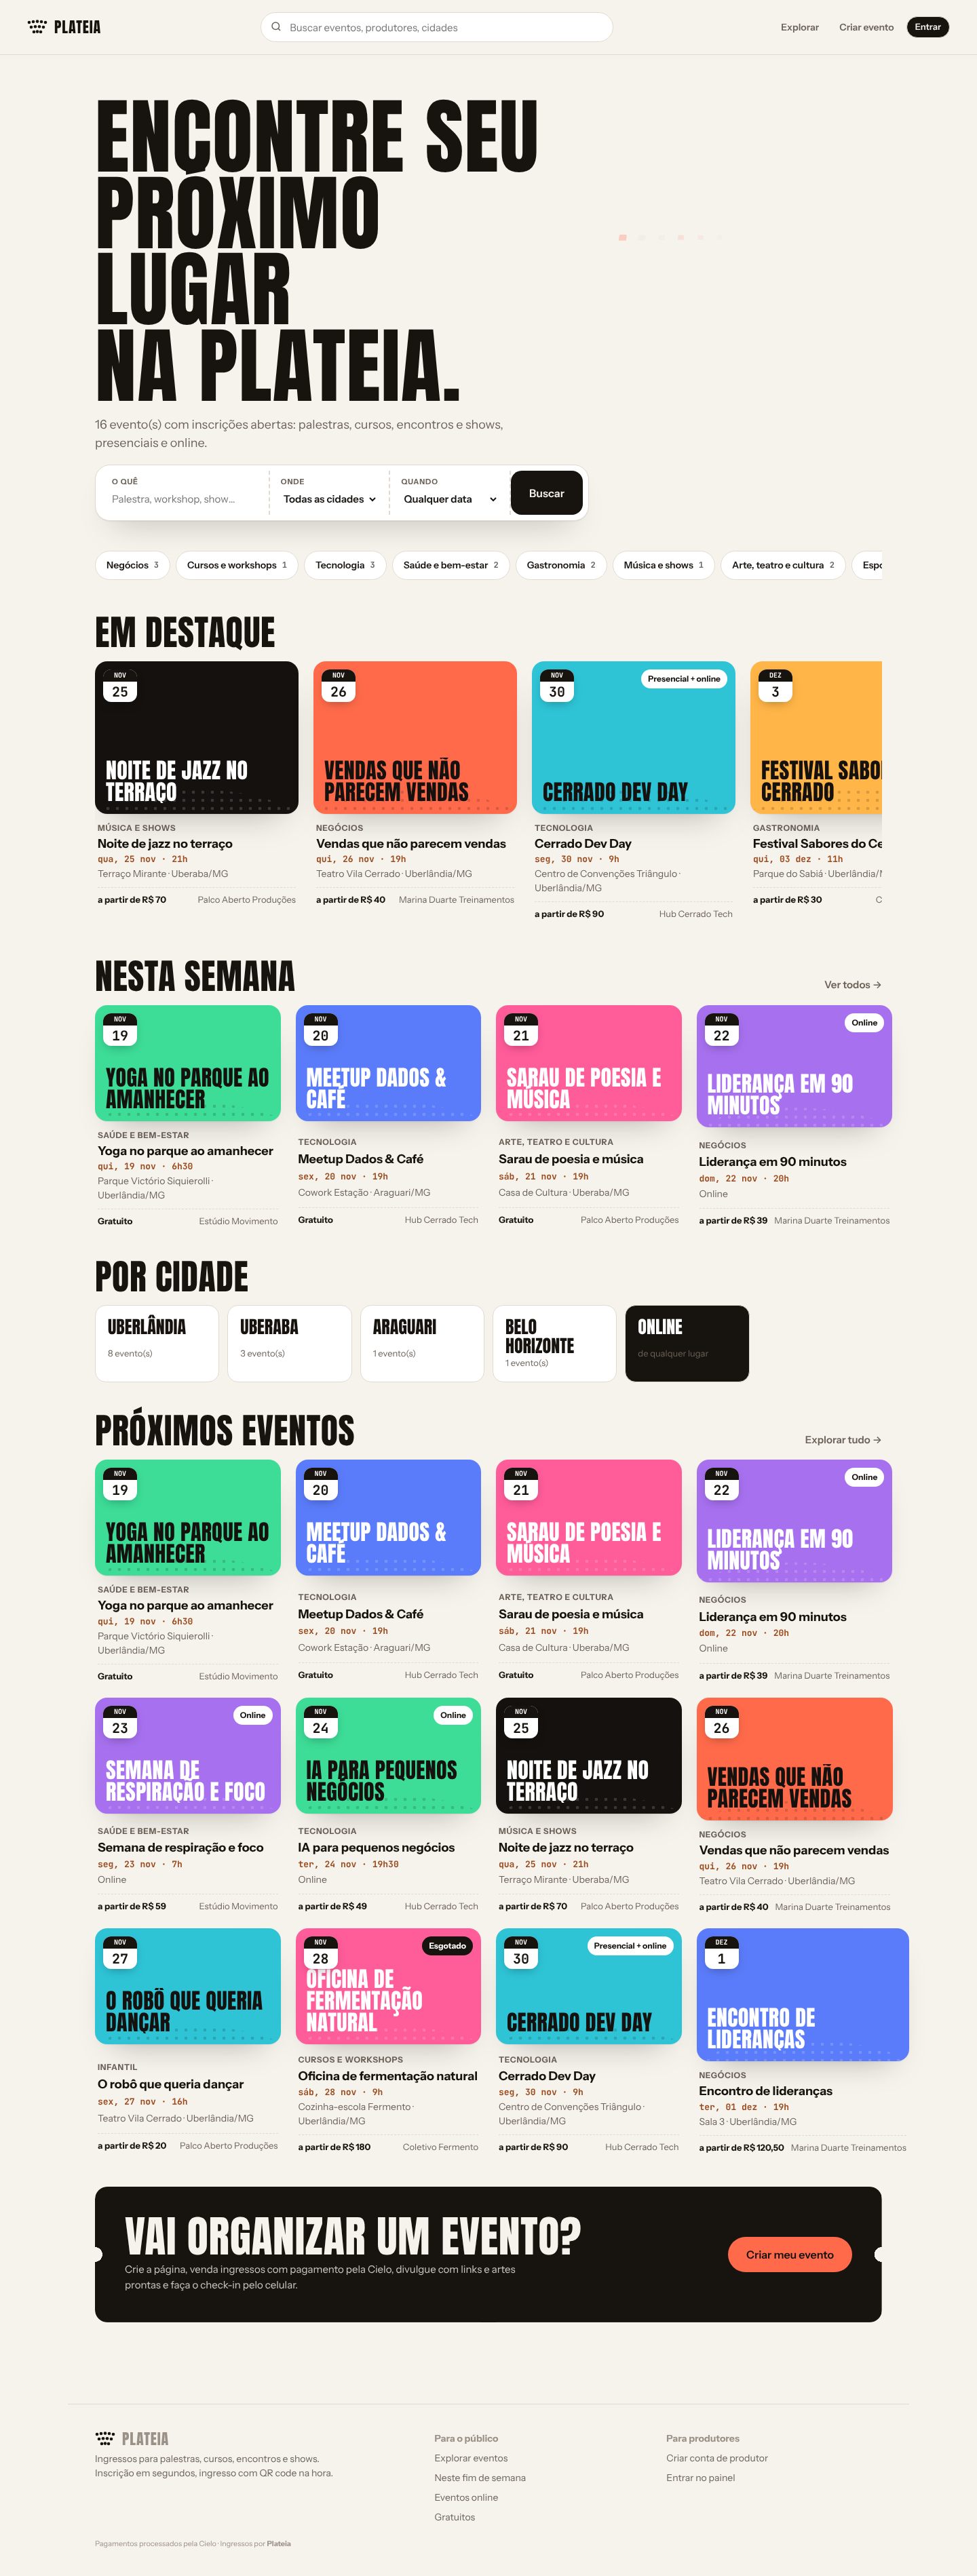 PLATEIA
Buscar eventos, produtores, cidades
Explorar
Criar evento
Entrar
ENCONTRE SEU
PRÓXIMO
LUGAR
NA PLATEIA.
16 evento(s) com inscrições abertas: palestras, cursos, encontros e shows,
presenciais e online.
O QUÊ
Palestra, workshop, show...
ONDE
Todas as cidades
QUANDO
Qualquer data
Buscar
Negócios 3
Cursos e workshops 1
Tecnologia 3
Saúde e bem-estar 2
Gastronomia 2
Música e shows 1
Arte, teatro e cultura 2
Espo
EM DESTAQUE
NOV
25
NOITE DE JAZZ NO
TERRAÇO
MÚSICA E SHOWS
Noite de jazz no terraço
qua, 25 nov · 21h
Terraço Mirante · Uberaba/MG
a partir de R$ 70
Palco Aberto Produções
NOV
26
VENDAS QUE NÃO
PARECEM VENDAS
NEGÓCIOS
Vendas que não parecem vendas
qui, 26 nov · 19h
Teatro Vila Cerrado · Uberlândia/MG
a partir de R$ 40
Marina Duarte Treinamentos
NOV
30
Presencial + online
CERRADO DEV DAY
TECNOLOGIA
Cerrado Dev Day
seg, 30 nov · 9h
Centro de Convenções Triângulo ·
Uberlândia/MG
a partir de R$ 90
Hub Cerrado Tech
DEZ
3
FESTIVAL SABO
CERRADO
GASTRONOMIA
Festival Sabores do Ce
qui, 03 dez · 11h
Parque do Sabiá · Uberlândia/M
a partir de R$ 30
C
NESTA SEMANA
Ver todos →
NOV
19
YOGA NO PARQUE AO
AMANHECER
SAÚDE E BEM-ESTAR
Yoga no parque ao amanhecer
qui, 19 nov · 6h30
Parque Victório Siquierolli ·
Uberlândia/MG
Gratuito
Estúdio Movimento
NOV
20
MEETUP DADOS &
CAFÉ
TECNOLOGIA
Meetup Dados & Café
sex, 20 nov · 19h
Cowork Estação · Araguari/MG
Gratuito
Hub Cerrado Tech
NOV
21
SARAU DE POESIA E
MÚSICA
ARTE, TEATRO E CULTURA
Sarau de poesia e música
sáb, 21 nov · 19h
Casa de Cultura · Uberaba/MG
Gratuito
Palco Aberto Produções
NOV
22
Online
LIDERANÇA EM 90
MINUTOS
NEGÓCIOS
Liderança em 90 minutos
dom, 22 nov · 20h
Online
a partir de R$ 39
Marina Duarte Treinamentos
POR CIDADE
UBERLÂNDIA
8 evento(s)
UBERABA
3 evento(s)
ARAGUARI
1 evento(s)
BELO
HORIZONTE
1 evento(s)
ONLINE
de qualquer lugar
PRÓXIMOS EVENTOS
Explorar tudo →
NOV
19
YOGA NO PARQUE AO
AMANHECER
SAÚDE E BEM-ESTAR
Yoga no parque ao amanhecer
qui, 19 nov · 6h30
Parque Victório Siquierolli ·
Uberlândia/MG
Gratuito
Estúdio Movimento
NOV
20
MEETUP DADOS &
CAFÉ
TECNOLOGIA
Meetup Dados & Café
sex, 20 nov · 19h
Cowork Estação · Araguari/MG
Gratuito
Hub Cerrado Tech
NOV
21
SARAU DE POESIA E
MÚSICA
ARTE, TEATRO E CULTURA
Sarau de poesia e música
sáb, 21 nov · 19h
Casa de Cultura · Uberaba/MG
Gratuito
Palco Aberto Produções
NOV
22
Online
LIDERANÇA EM 90
MINUTOS
NEGÓCIOS
Liderança em 90 minutos
dom, 22 nov · 20h
Online
a partir de R$ 39
Marina Duarte Treinamentos
NOV
23
Online
SEMANA DE
RESPIRAÇÃO E FOCO
SAÚDE E BEM-ESTAR
Semana de respiração e foco
seg, 23 nov · 7h
Online
a partir de R$ 59
Estúdio Movimento
NOV
24
Online
IA PARA PEQUENOS
NEGÓCIOS
TECNOLOGIA
IA para pequenos negócios
ter, 24 nov · 19h30
Online
a partir de R$ 49
Hub Cerrado Tech
NOV
25
NOITE DE JAZZ NO
TERRAÇO
MÚSICA E SHOWS
Noite de jazz no terraço
qua, 25 nov · 21h
Terraço Mirante · Uberaba/MG
a partir de R$ 70
Palco Aberto Produções
NOV
26
VENDAS QUE NÃO
PARECEM VENDAS
NEGÓCIOS
Vendas que não parecem vendas
qui, 26 nov · 19h
Teatro Vila Cerrado · Uberlândia/MG
a partir de R$ 40
Marina Duarte Treinamentos
NOV
27
O ROBÔ QUE QUERIA
DANÇAR
INFANTIL
O robô que queria dançar
sex, 27 nov · 16h
Teatro Vila Cerrado · Uberlândia/MG
a partir de R$ 20
Palco Aberto Produções
NOV
28
Esgotado
OFICINA DE
FERMENTAÇÃO
NATURAL
CURSOS E WORKSHOPS
Oficina de fermentação natural
sáb, 28 nov · 9h
Cozinha-escola Fermento ·
Uberlândia/MG
a partir de R$ 180
Coletivo Fermento
NOV
30
Presencial + online
CERRADO DEV DAY
TECNOLOGIA
Cerrado Dev Day
seg, 30 nov · 9h
Centro de Convenções Triângulo ·
Uberlândia/MG
a partir de R$ 90
Hub Cerrado Tech
DEZ
1
ENCONTRO DE
LIDERANÇAS
NEGÓCIOS
Encontro de lideranças
ter, 01 dez · 19h
Sala 3 · Uberlândia/MG
a partir de R$ 120,50
Marina Duarte Treinamentos
VAI ORGANIZAR UM EVENTO?
Crie a página, venda ingressos com pagamento pela Cielo, divulgue com links e artes
prontas e faça o check-in pelo celular.
Criar meu evento
PLATEIA
Ingressos para palestras, cursos, encontros e shows.
Inscrição em segundos, ingresso com QR code na hora.
Para o público
Explorar eventos
Neste fim de semana
Eventos online
Gratuitos
Para produtores
Criar conta de produtor
Entrar no painel
Pagamentos processados pela Cielo · Ingressos por Plateia